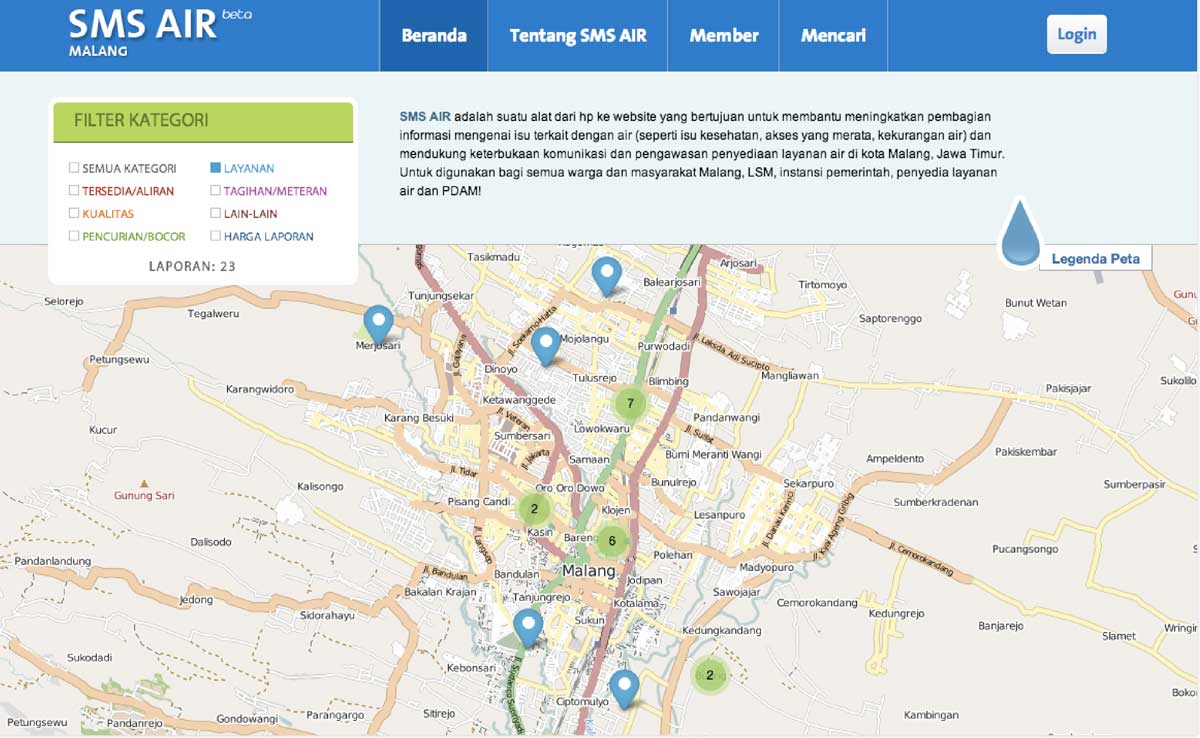 SMS AIR beta
MALANG
Beranda
Tentang SMS AIR
Member
Mencari
Login
FILTER KATEGORI
SEMUA KATEGORI
LAYANAN
TERSEDIA/ALIRAN
TAGIHAN/METERAN
KUALITAS
LAIN-LAIN
PENCURIAN/BOCOR
HARGA LAPORAN
LAPORAN: 23
SMS AIR adalah suatu alat dari hp ke website yang bertujuan untuk membantu meningkatkan pembagian
informasi mengenai isu terkait dengan air (seperti isu kesehatan, akses yang merata, kekurangan air) dan
mendukung keterbukaan komunikasi dan pengawasan penyediaan layanan air di kota Malang, Jawa Timur.
Untuk digunakan bagi semua warga dan masyarakat Malang, LSM, instansi pemerintah, penyedia layanan
air dan PDAM!
Legenda Peta
Tasikmadu
Arjosari
Balearjosari
Tirtomoyo
Tunjungsekar
Selorejo
Tegalweru
Bunut Wetan
Saptorenggo
Merjosari
Jl. Soekarno-Hatta
Mojolangu
Purwodadi
Jl. Laksda Adi Sucipto
Jl. Gajayana
Petungsewu
Dinoyo
Tulusrejo
Blimbing
Mangliawan
Pakisjajar
Sukolilo
Karangwidoro
Ketawanggede
7
Karang Besuki
Jl. Veteran
Pandanwangi
Kucur
Sumbersari
Lowokwaru
Jl. Sulfat
Jl. Jakarta
Samaan
Bumi Meranti Wangi
Ampeldento
Pakiskembar
Jl. Tidar
Kalisongo
Oro Oro Dowo
Bunulrejo
Sekarpuro
Sumberpasir
Gunung Sari
Pisang Candi
2
Klojen
Lesanpuro
Jl. Danau Kerinci
Jl. Kyai Ageng Gribig
Sumberkradenan
Kasin
Bareng
6
Dalisodo
Jl. Langsep
Polehan
Jl. Cemorokandang
Pucangsongo
Pandanlandung
Jl. Bandulan
Bandulan
Malang
Jodipan
Madyopuro
Bakalan Krajan
Tanjungrejo
Kotalama
Sawojajar
Jedong
Cemorokandang
Kedungrejo
Sidorahayu
Sukun
Kedungkandang
Banjarejo
Slamet
Sukodadi
Kebonsari
2
Ciptomulyo
Petungsewu
Pandanrejo
Gondowangi
Parangargo
Sitirejo
Kambingan